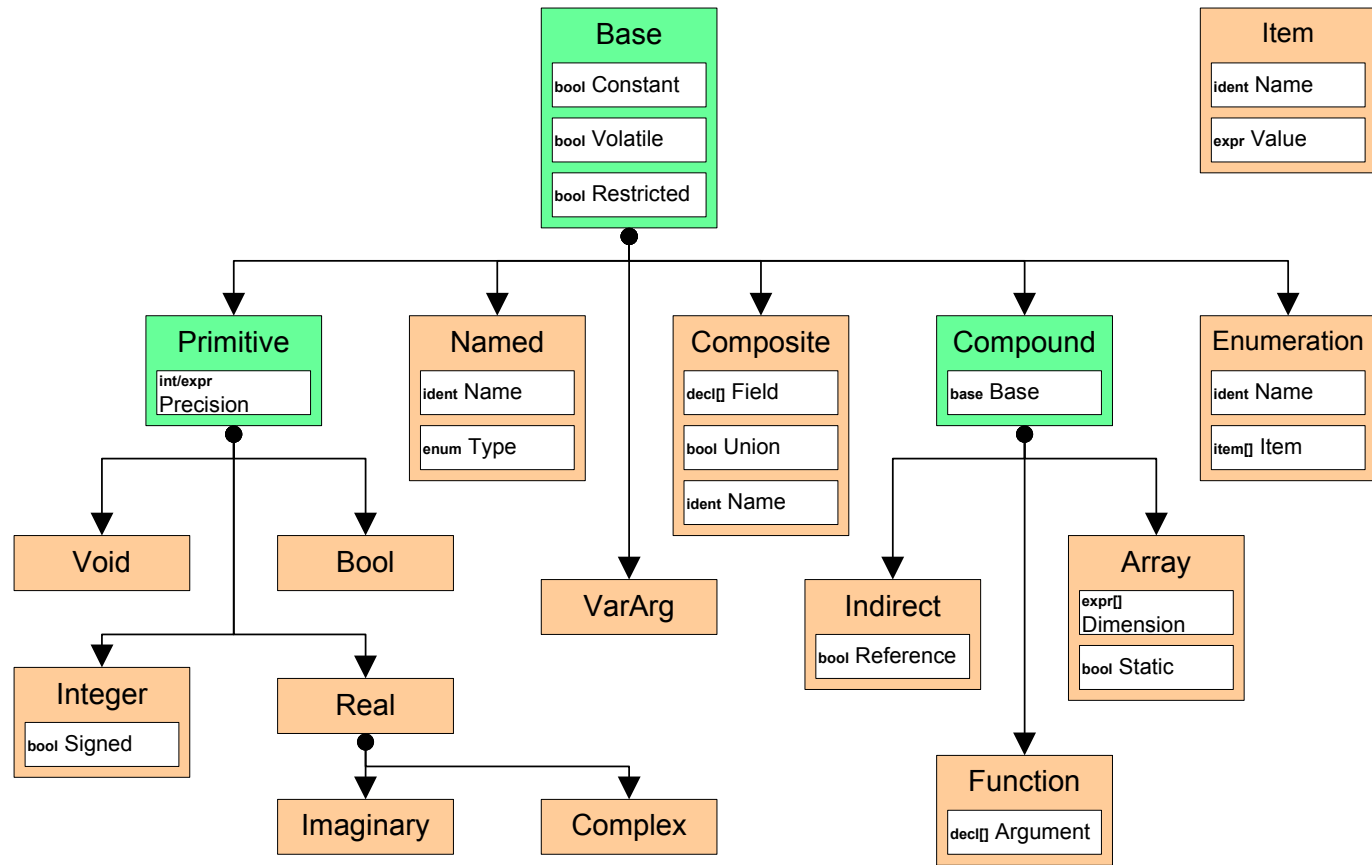 Base
bool Constant
bool Volatile
bool Restricted
Item
ident Name
expr Value
Primitive
int/expr
Precision
Named
ident Name
enum Type
Composite
decl[] Field
bool Union
ident Name
Compound
base Base
Enumeration
ident Name
item[] Item
Void
Bool
VarArg
Indirect
bool Reference
Array
expr[]
Dimension
bool Static
Integer
bool Signed
Real
Imaginary
Complex
Function
decl[] Argument